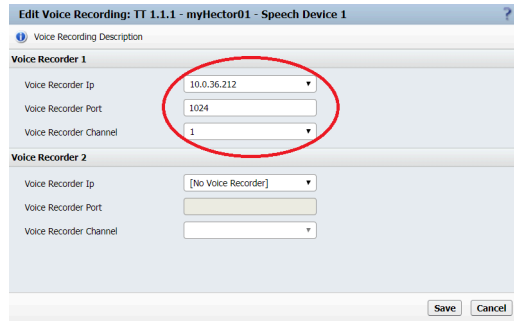 Edit Voice Recording: TT 1.1.1 - myHector01 - Speech Device 1 ?
i Voice Recording Description
Voice Recorder 1
Voice Recorder Ip 10.0.36.212
Voice Recorder Port 1024
Voice Recorder Channel 1
Voice Recorder 2
Voice Recorder Ip [No Voice Recorder]
Voice Recorder Port
Voice Recorder Channel
Save Cancel